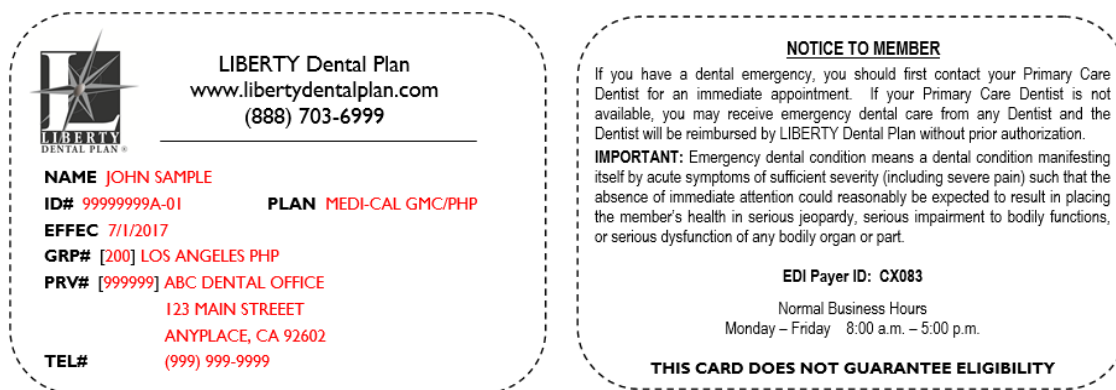 LIBERTY
DENTAL PLAN ®
LIBERTY Dental Plan
www.libertydentalplan.com
(888) 703-6999
NAME JOHN SAMPLE
ID# 99999999A-01 PLAN MEDI-CAL GMC/PHP
EFFEC 7/1/2017
GRP# [200] LOS ANGELES PHP
PRV# [999999] ABC DENTAL OFFICE
123 MAIN STREEET
ANYPLACE, CA 92602
TEL# (999) 999-9999
NOTICE TO MEMBER
If you have a dental emergency, you should first contact your Primary Care
Dentist for an immediate appointment. If your Primary Care Dentist is not
available, you may receive emergency dental care from any Dentist and the
Dentist will be reimbursed by LIBERTY Dental Plan without prior authorization.
IMPORTANT: Emergency dental condition means a dental condition manifesting
itself by acute symptoms of sufficient severity (including severe pain) such that the
absence of immediate attention could reasonably be expected to result in placing
the member's health in serious jeopardy, serious impairment to bodily functions,
or serious dysfunction of any bodily organ or part.
EDI Payer ID: CX083
Normal Business Hours
Monday – Friday 8:00 a.m. – 5:00 p.m.
THIS CARD DOES NOT GUARANTEE ELIGIBILITY